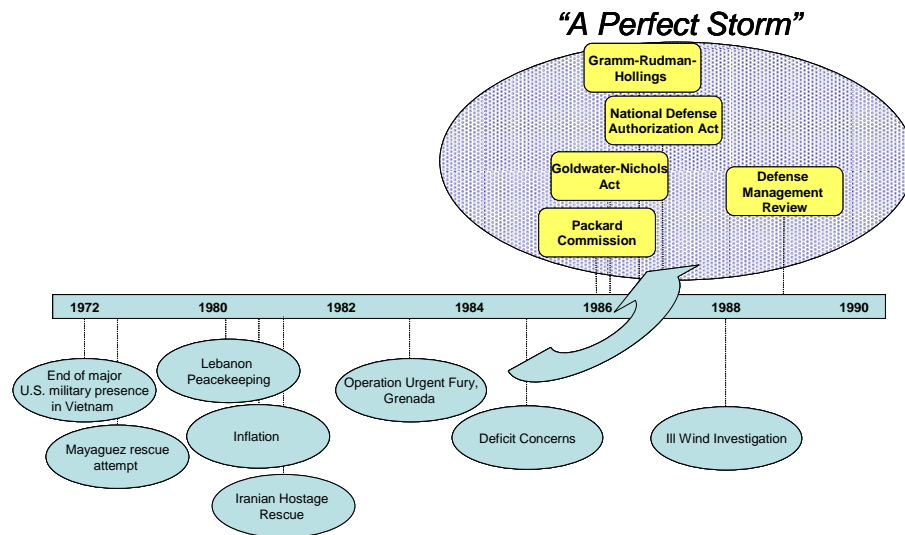 “A Perfect Storm”
Gramm-Rudman-
Hollings
National Defense
Authorization Act
Goldwater-Nichols
Act
Defense
Management
Review
Packard
Commission
1972
1980
1982
1984
1986
1988
1990
End of major
U.S. military presence
in Vietnam
Lebanon
Peacekeeping
Operation Urgent Fury,
Grenada
Mayaguez rescue
attempt
Inflation
Deficit Concerns
Ill Wind Investigation
Iranian Hostage
Rescue